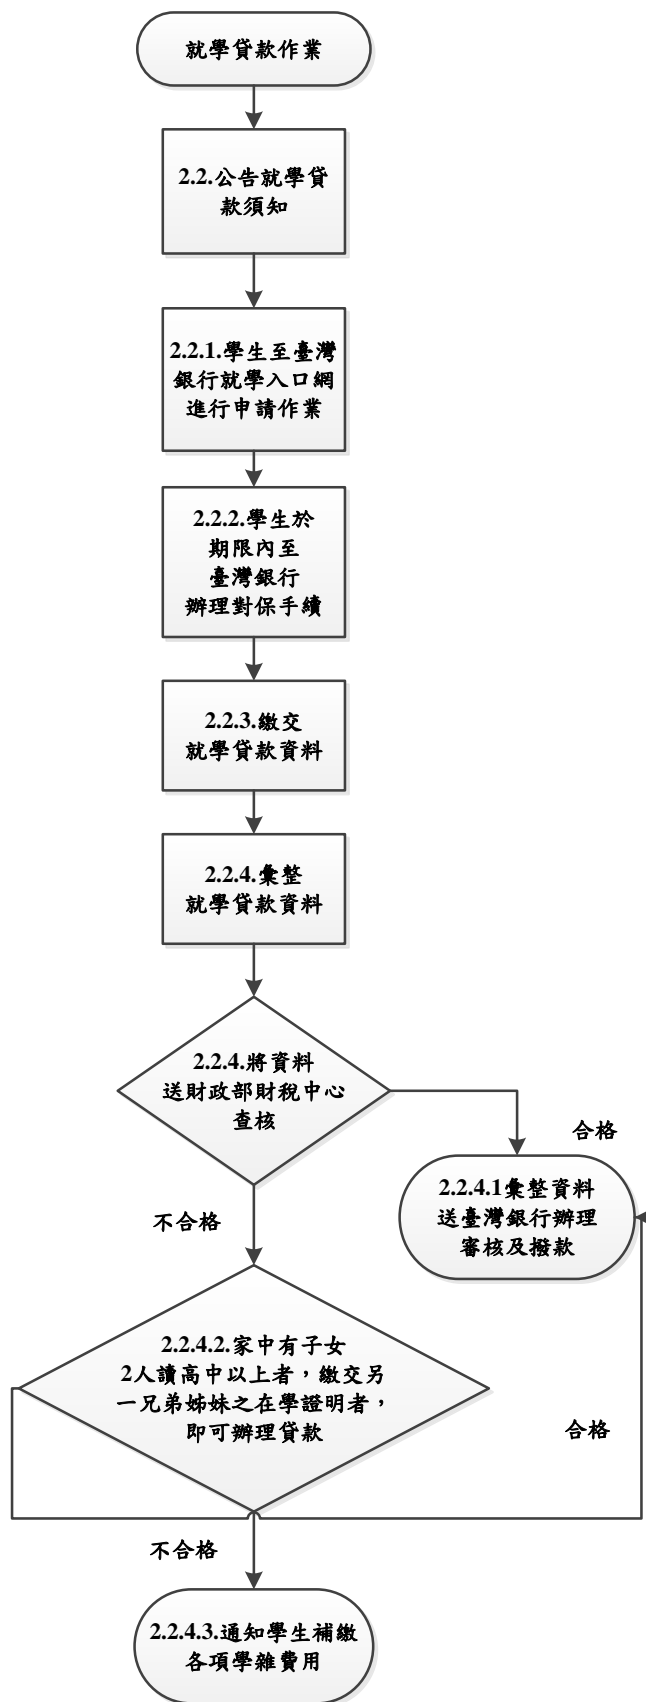 就學貸款作業
2.2.公告就學貸
款須知
2.2.1.學生至臺灣
銀行就學入口網
進行申請作業
2.2.2.學生於
期限內至
臺灣銀行
辦理對保手續
2.2.3.繳交
就學貸款資料
2.2.4.彙整
就學貸款資料
2.2.4.將資料
送財政部財稅中心
查核
合格
2.2.4.1彙整資料
送臺灣銀行辦理
審核及撥款
不合格
2.2.4.2.家中有子女
2人讀高中以上者，繳交另
一兄弟姊妹之在學證明者，
即可辦理貸款
合格
不合格
2.2.4.3.通知學生補繳
各項學雜費用